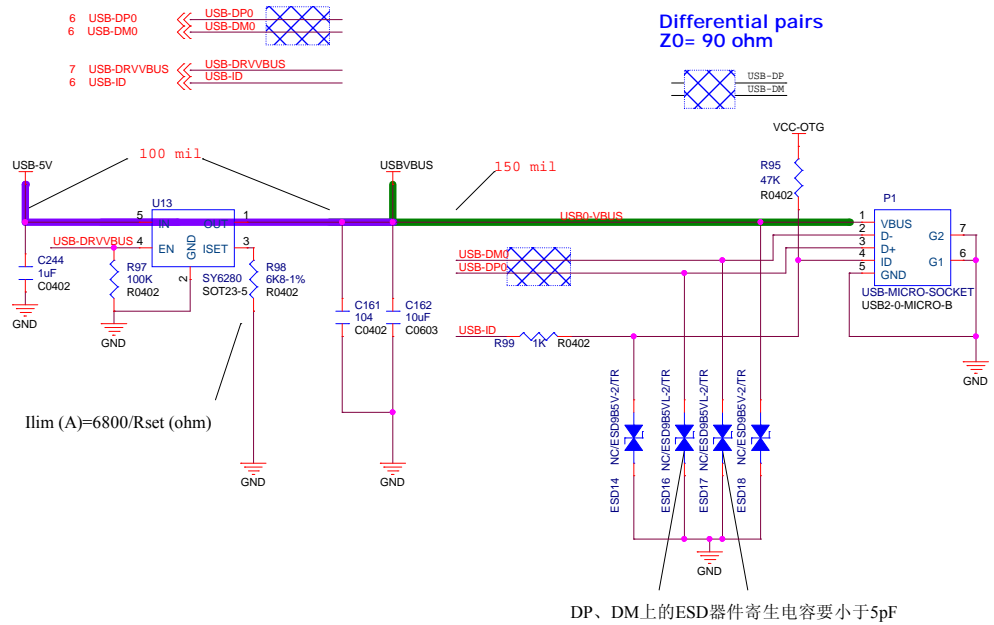 6 USB-DP0 USB-DP0
6 USB-DM0 USB-DM0
7 USB-DRVVBUS USB-DRVVBUS
6 USB-ID USB-ID
Differential pairs
Z0= 90 ohm
USB-DP
USB-DM
VCC-OTG
USB-5V
100 mil
USBVBUS
150 mil
R95
47K
R0402
P1
U13
5 IN OUT 1
USB0-VBUS
1 VBUS
2 D-
3 D+
4 ID
5 GND
G2 7
G1 6
USB-MICRO-SOCKET
USB2-0-MICRO-B
USB-DRVVBUS 4 EN GND ISET 3
2
SY6280
SOT23-5
C244
1uF
C0402
R97
100K
R0402
R98
6K8-1%
R0402
USB-DM0
USB-DP0
C161
104
C0402
C162
10uF
C0603
USB-ID
R99 1K R0402
GND
GND
GND
Ilim (A)=6800/Rset (ohm)
ESD14 NC/ESD9B5V-2/TR
ESD16 NC/ESD9B5VL-2/TR
ESD17 NC/ESD9B5VL-2/TR
ESD18 NC/ESD9B5V-2/TR
GND
GND
GND
DP、DM上的ESD器件寄生电容要小于5pF